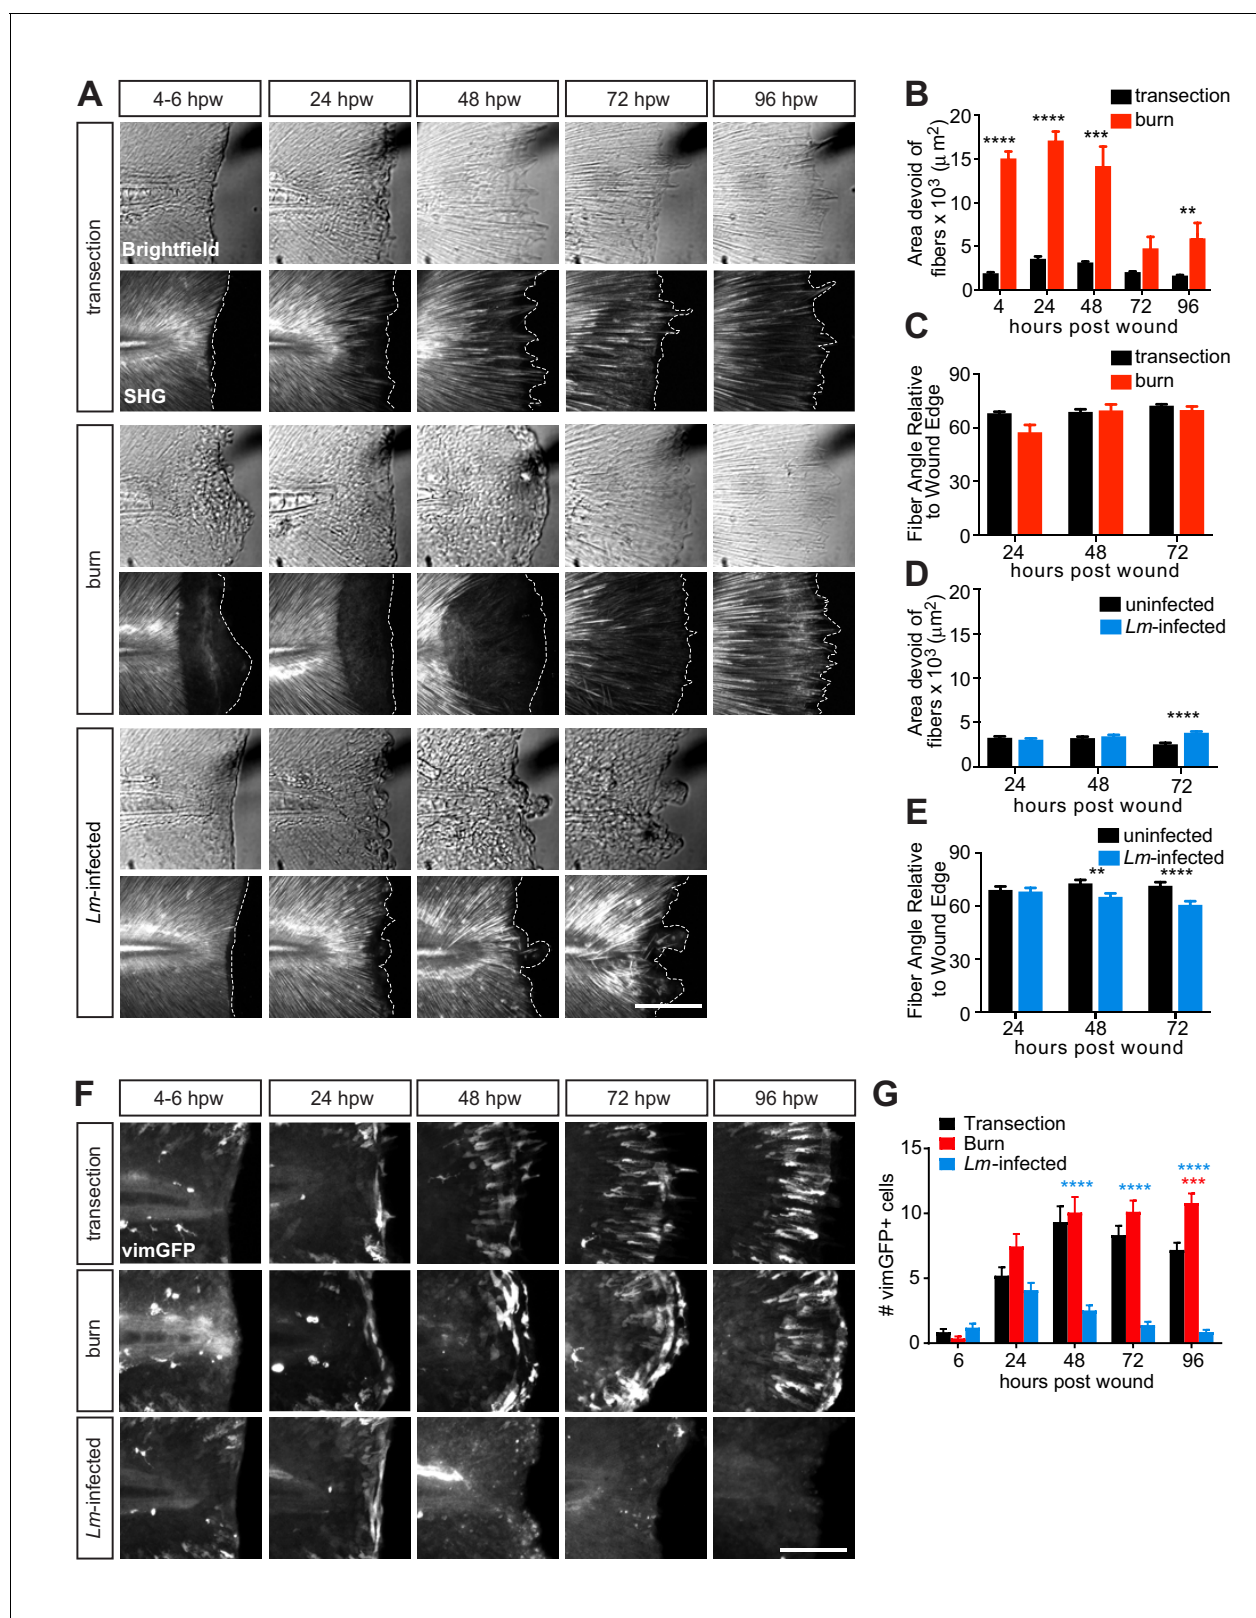 A
4-6 hpw
24 hpw
48 hpw
72 hpw
96 hpw
transection
Brightfield
SHG
burn
Lm-infected
B
transection
burn
Area devoid of
fibers x 10³ (μ m²)
20
15
10
5
0
****
****
***
**
4
24
48
72
96
hours post wound
C
transection
burn
Fiber Angle Relative
to Wound Edge
90
60
30
0
24
48
72
hours post wound
D
uninfected
Lm-infected
Area devoid of
fibers x 10³ (μm²)
20
15
10
5
0
****
24
48
72
hours post wound
E
uninfected
Lm-infected
Fiber Angle Relative
to Wound Edge
90
60
30
0
**
****
24
48
72
hours post wound
F
4-6 hpw
24 hpw
48 hpw
72 hpw
96 hpw
transection
vimGFP
burn
Lm-infected
G
Transection
Burn
Lm-infected
# vimGFP+ cells
15
10
5
0
****
****
****
***
6
24
48
72
96
hours post wound